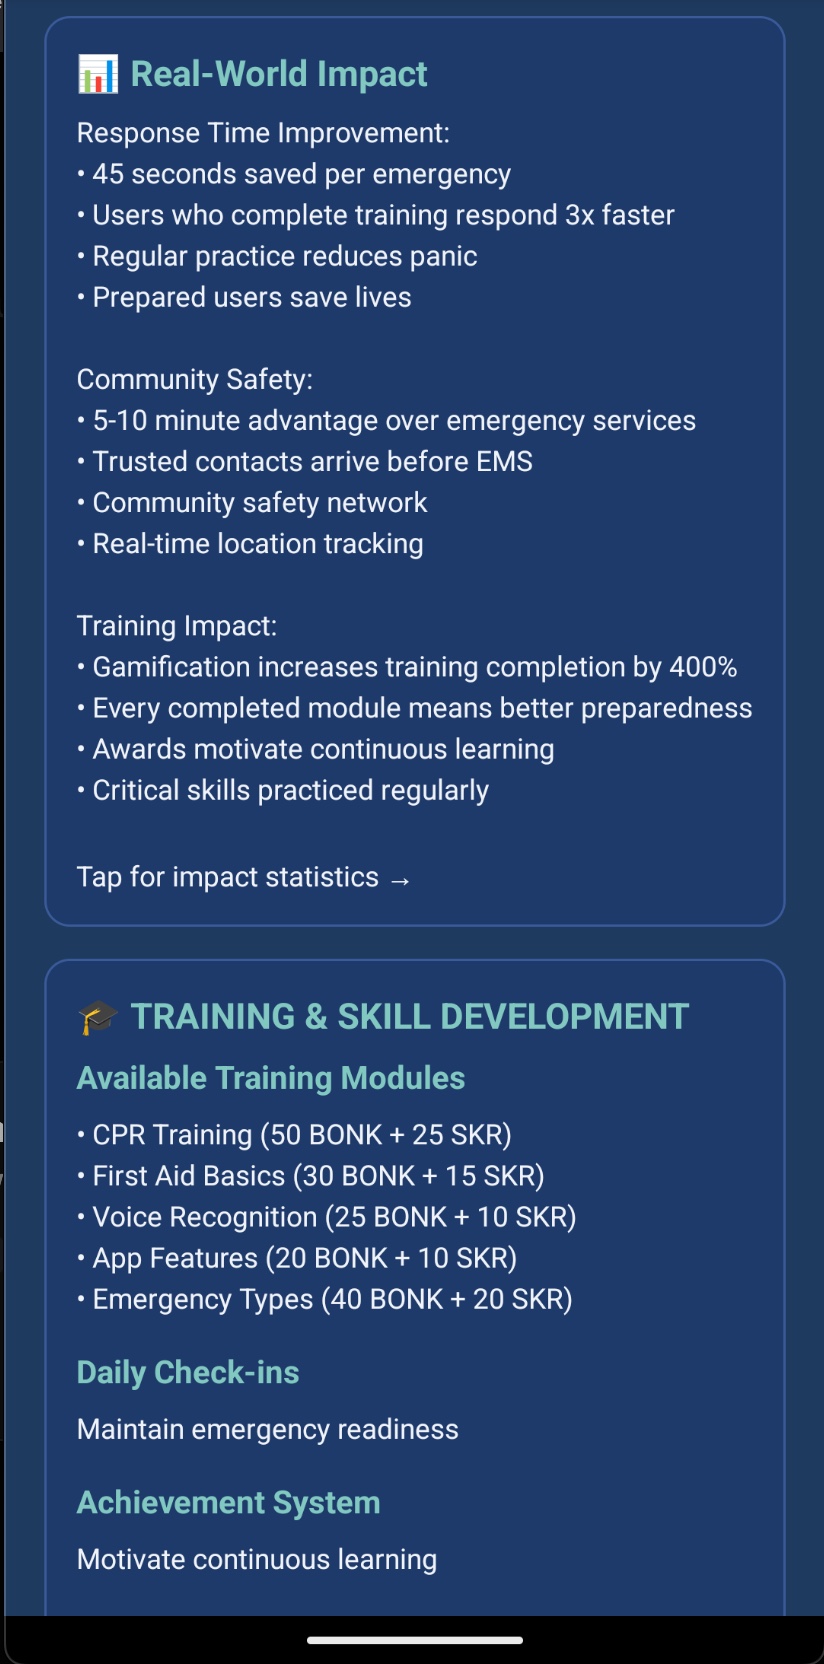 📊 Real-World Impact
Response Time Improvement:
• 45 seconds saved per emergency
• Users who complete training respond 3x faster
• Regular practice reduces panic
• Prepared users save lives
Community Safety:
• 5-10 minute advantage over emergency services
• Trusted contacts arrive before EMS
• Community safety network
• Real-time location tracking
Training Impact:
• Gamification increases training completion by 400%
• Every completed module means better preparedness
• Awards motivate continuous learning
• Critical skills practiced regularly
Tap for impact statistics →
🎓 TRAINING & SKILL DEVELOPMENT
Available Training Modules
• CPR Training (50 BONK + 25 SKR)
• First Aid Basics (30 BONK + 15 SKR)
• Voice Recognition (25 BONK + 10 SKR)
• App Features (20 BONK + 10 SKR)
• Emergency Types (40 BONK + 20 SKR)
Daily Check-ins
Maintain emergency readiness
Achievement System
Motivate continuous learning